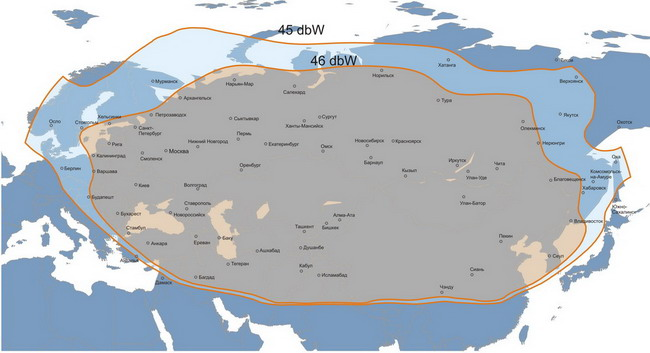 45 dbW
46 dbW
Хатанга
Тикси
Норильск
Верхоянск
Мурманск
Нарьян-Мар
Салехард
Архангельск
Тура
Осло
Стокгольм
Хельсинки
Петрозаводск
Санкт-
Петербург
Сыктывкар
Ханты-Мансийск
Сургут
Олекминск
Якутск
Охотск
Рига
Калининград
Смоленск
Москва
Нижний Новгород
Пермь
Екатеринбург
Омск
Новосибирск
Красноярск
Нерюнгри
Берлин
Варшава
Оренбург
Барнаул
Кызыл
Иркутск
Улан-Удэ
Чита
Благовещенск
Комсомольск-
на-Амуре
Хабаровск
Киев
Волгоград
Будапешт
Улан-Батор
Южно-
Сахалинск
Бухарест
Ставрополь
Новороссийск
Владивосток
Стамбул
Анкара
Ереван
Баку
Ашхабад
Ташкент
Алма-Ата
Бишкек
Душанбе
Пекин
Сеул
Тегеран
Кабул
Исламабад
Сиань
Дамаск
Багдад
Чэнду